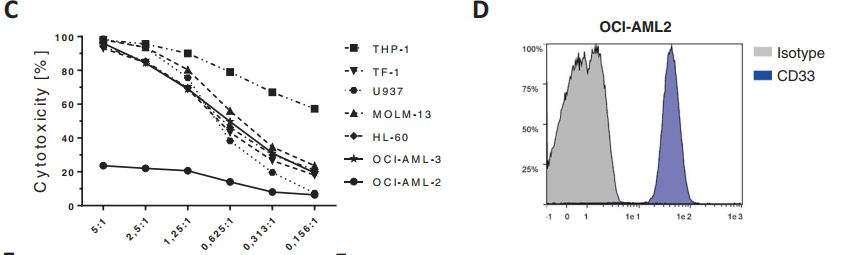 C
Cytotoxicity [%]
100
80
60
40
20
0
5:1
2,5:1
1,25:1
0,625:1
0,313:1
0,156:1
THP-1
TF-1
U937
MOLM-13
HL-60
OCI-AML-3
OCI-AML-2
D
OCI-AML2
100%
75%
50%
25%
-1 0 1 1e1 1e2 1e3
Isotype
CD33